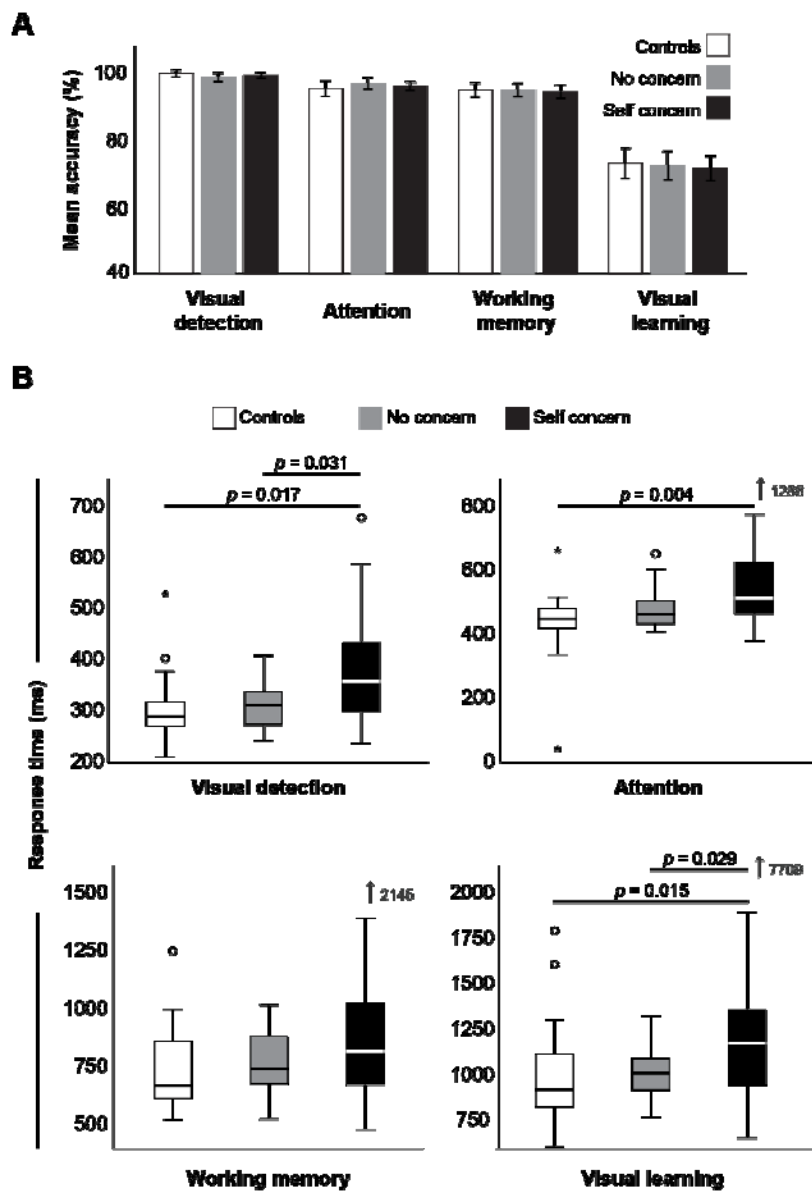 A
Controls
No concern
Self concern
Mean accuracy (%)
100
80
60
40
Visual detection
Attention
Working memory
Visual learning
B
Controls No concern Self concern
Response time (ms)
p = 0.031
p = 0.017
700
600
500
400
300
200
Visual detection
p = 0.004
1286
800
600
400
200
0
Attention
2145
1500
1250
1000
750
500
Working memory
p = 0.029
7709
p = 0.015
2000
1750
1500
1250
1000
750
Visual learning